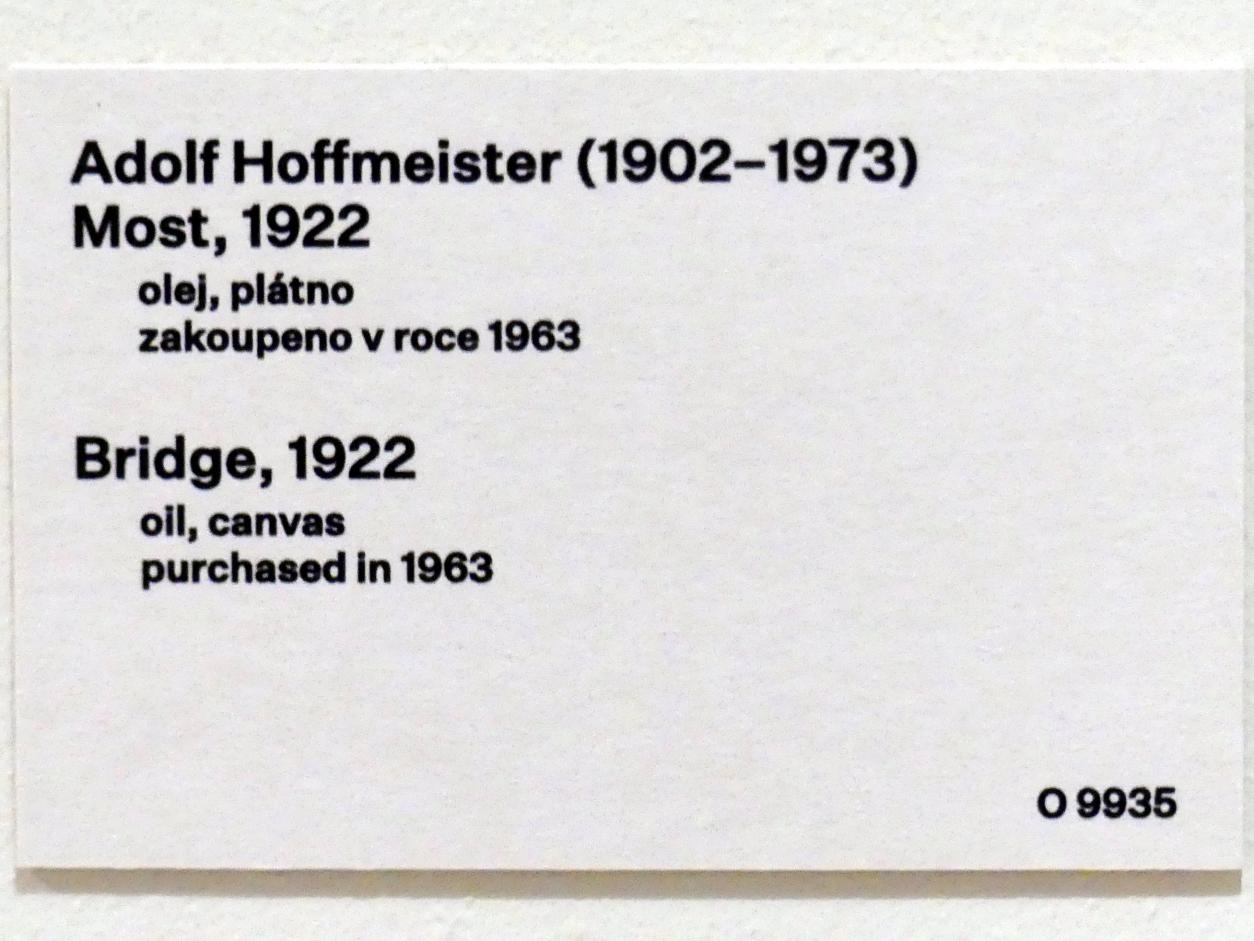 Adolf Hoffmeister (1902–1973)
Most, 1922
olej, plátno
zakoupeno v roce 1963
Bridge, 1922
oil, canvas
purchased in 1963
O 9935